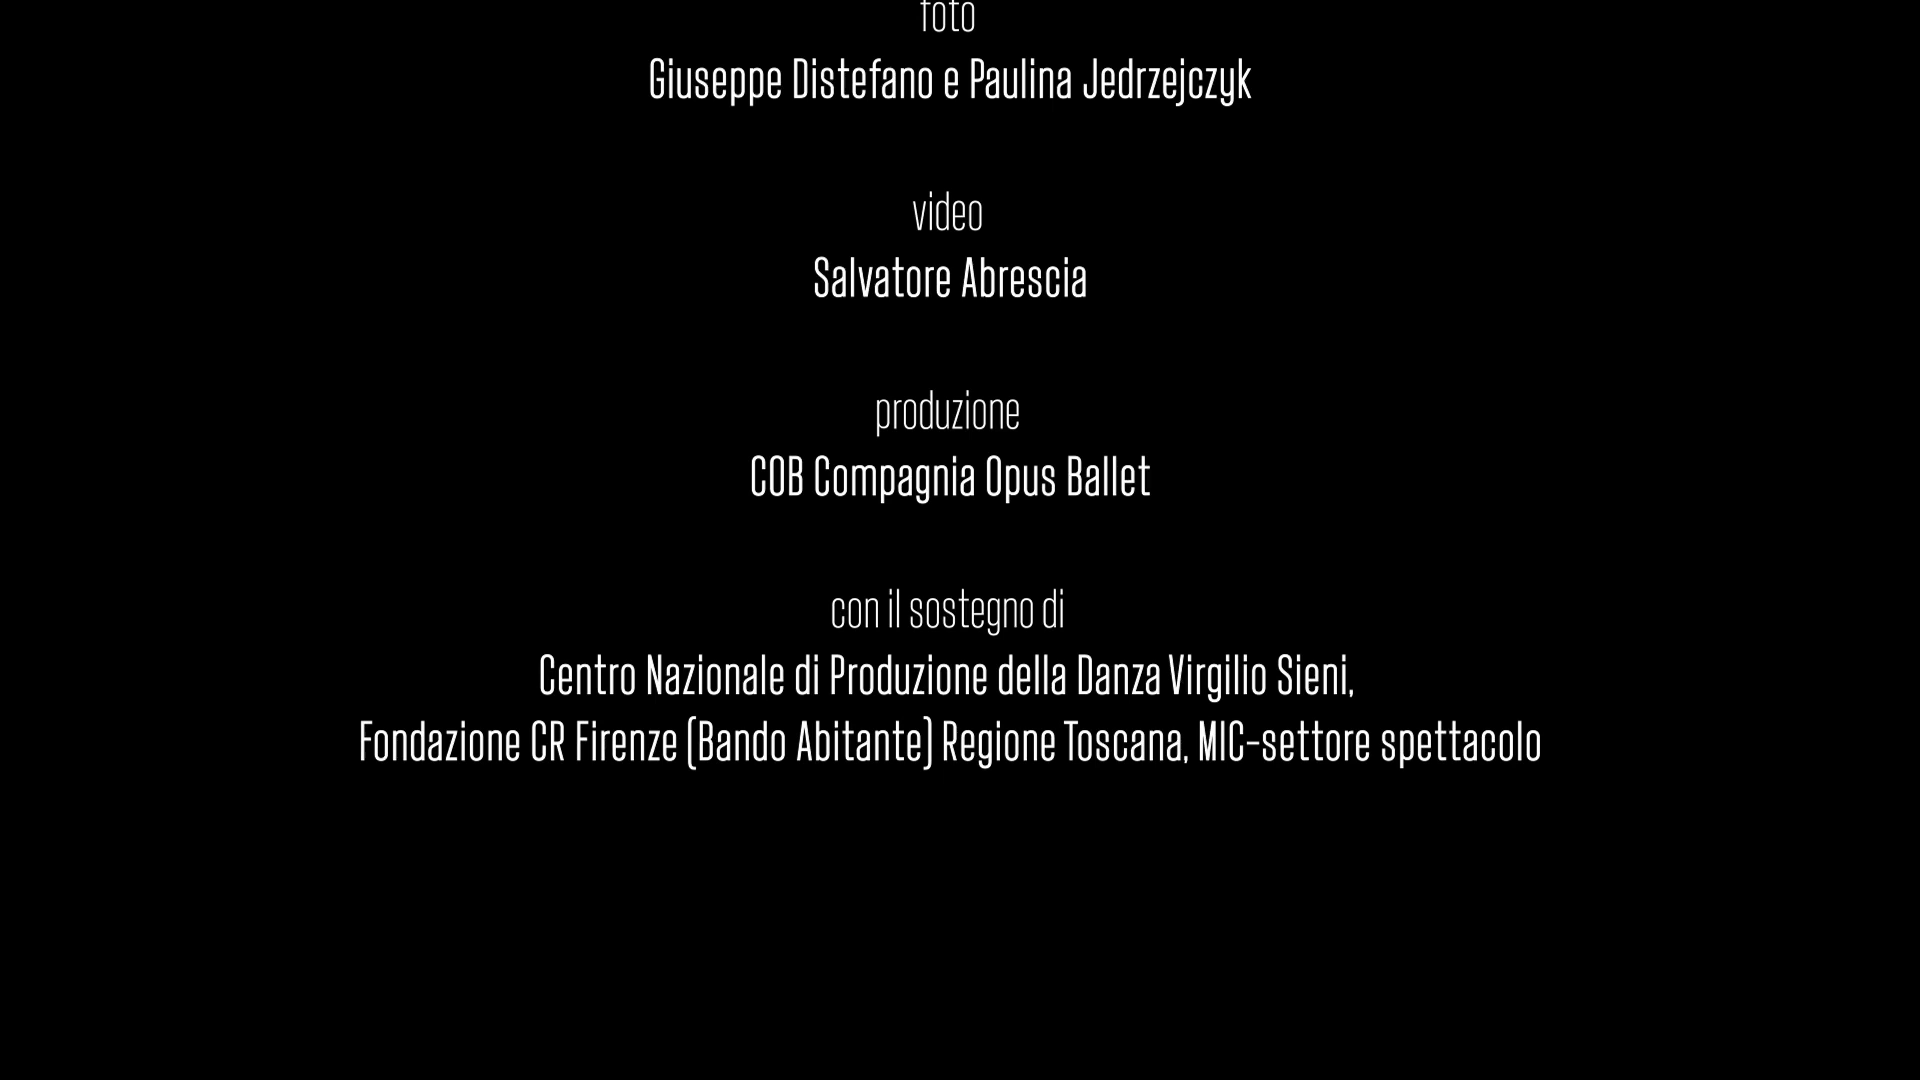 foto
Giuseppe Distefano e Paulina Jedrzejczyk
video
Salvatore Abrescia
produzione
COB Compagnia Opus Ballet
con il sostegno di
Centro Nazionale di Produzione della Danza Virgilio Sieni,
Fondazione CR Firenze (Bando Abitante) Regione Toscana, MIC-settore spettacolo